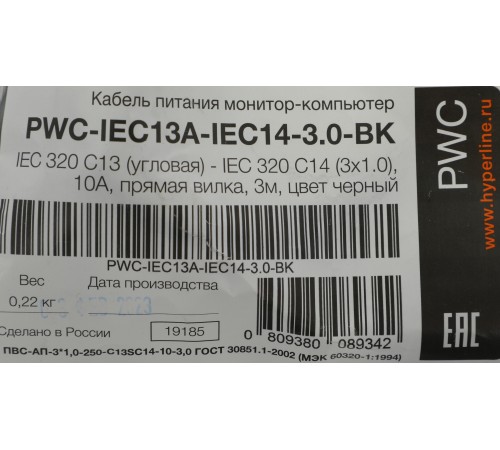 Кабель питания монитор-компьютер
PWC-IEC13A-IEC14-3.0-BK
IEC 320 C13 (угловая) - IEC 320 C14 (3x1.0),
10A, прямая вилка, 3м, цвет черный
PWC-IEC13A-IEC14-3.0-BK
Вес Дата производства
0,22 кг
Сделано в России 19185
0 809380 089342
ПВС-АП-3*1,0-250-C13SC14-10-3,0 ГОСТ 30851.1-2002 (МЭК 60320-1:1994)
PWC
www.hyperline.ru
EAC